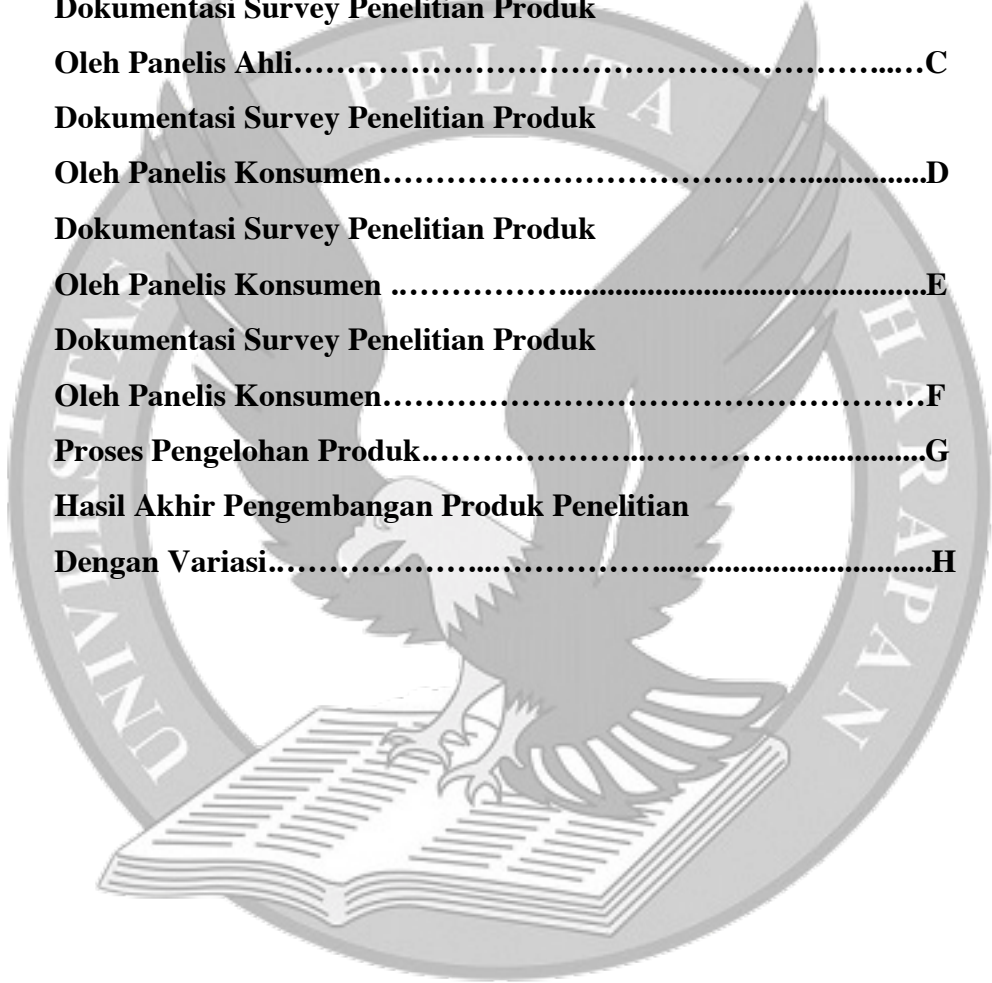 Dokumentasi Survey Penelitian Produk
Oleh Panelis Ahli……………………………………………………...…C
Dokumentasi Survey Penelitian Produk
Oleh Panelis Konsumen…………………………………................D
Dokumentasi Survey Penelitian Produk
Oleh Panelis Konsumen ..……………..............................................E
Dokumentasi Survey Penelitian Produk
Oleh Panelis Konsumen………………………………………………F
Proses Pengelohan Produk..………………...……………...............G
Hasil Akhir Pengembangan Produk Penelitian
Dengan Variasi..………………...……………...................................H
UNIVERSITAS PELITA HARAPAN